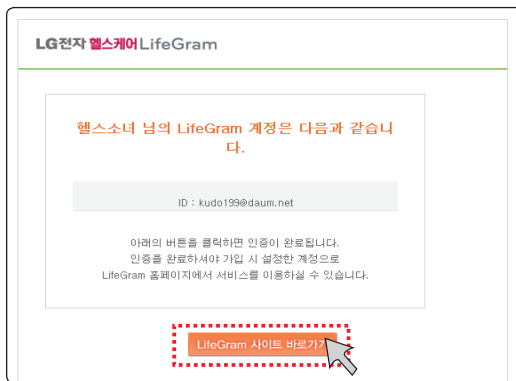 LG전자 헬스케어 LifeGram
헬스소녀 님의 LifeGram 계정은 다음과 같습니
다.
ID : kudo199@daum.net
아래의 버튼을 클릭하면 인증이 완료됩니다.
인증을 완료하셔야 가입 시 설정한 계정으로
LifeGram 홈페이지에서 서비스를 이용하실 수 있습니다.
LifeGram 사이트 바로가기